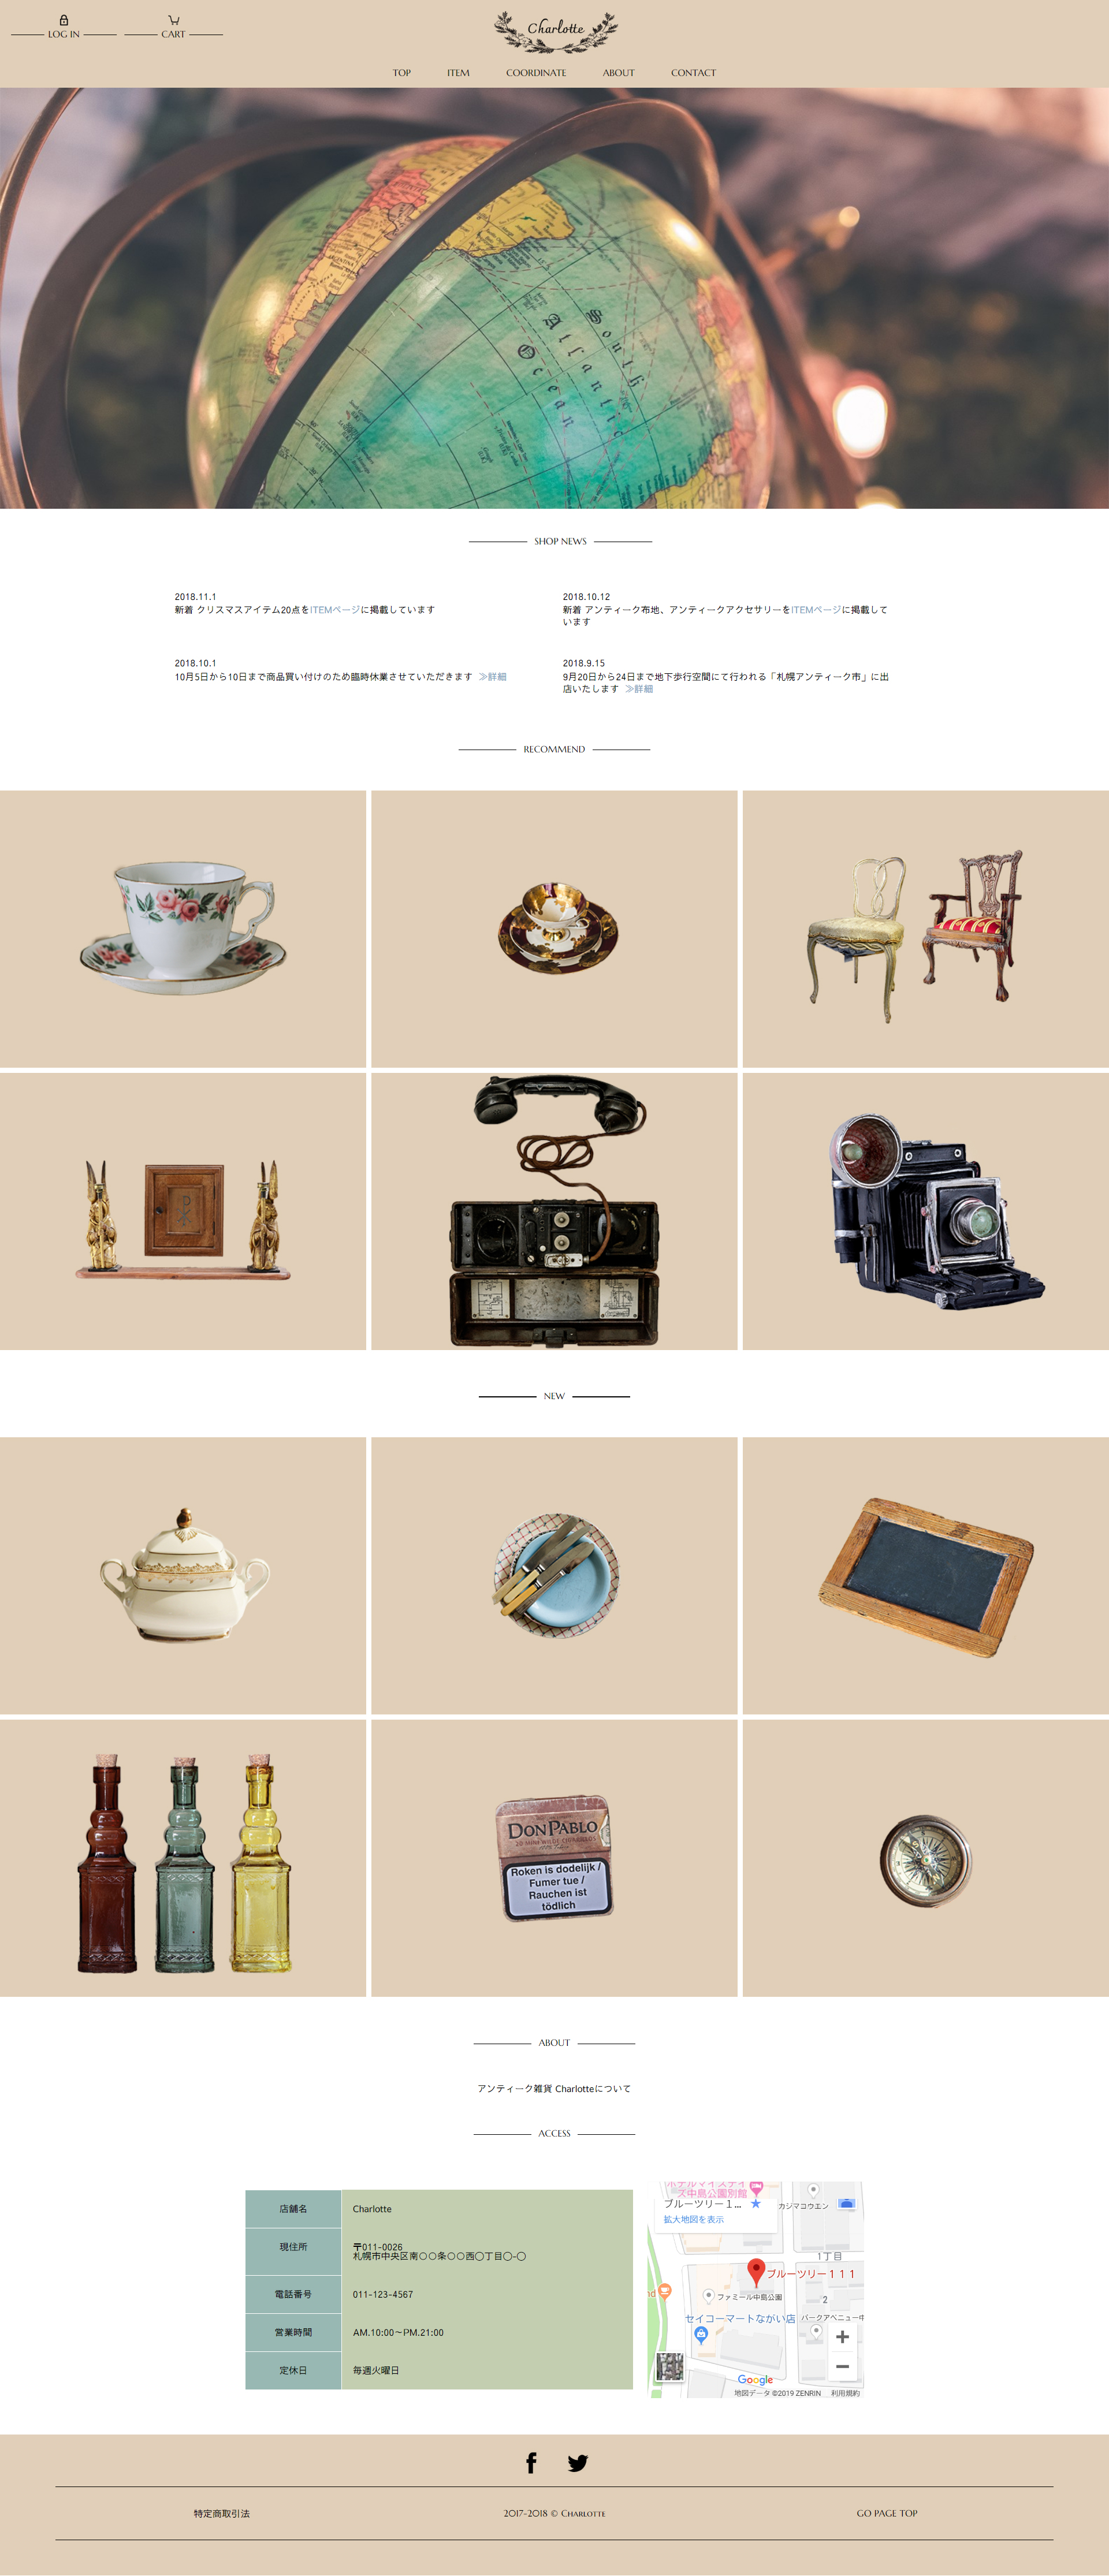 LOG IN
CART
Charlotte
TOP
ITEM
COORDINATE
ABOUT
CONTACT
ARGENTINA
South
Atlantic
Ocean
SHOP NEWS
2018.11.1
新着 クリスマスアイテム20点をITEMページに掲載しています
2018.10.12
新着 アンティーク布地、アンティークアクセサリーをITEMページに掲載して
います
2018.10.1
10月5日から10日まで商品買い付けのため臨時休業させていただきます ≫詳細
2018.9.15
9月20日から24日まで地下歩行空間にて行われる「札幌アンティーク市」に出
店いたします ≫詳細
RECOMMEND
NEW
DON PABLO
Roken is dodelijk /
Fumer tue /
Rauchen ist
tödlich
ABOUT
アンティーク雑貨 Charlotteについて
ACCESS
店舗名
Charlotte
現住所
〒011-0026
札幌市中央区南〇〇条〇〇西〇丁目〇-〇
電話番号
011-123-4567
営業時間
AM.10:00～PM.21:00
定休日
毎週火曜日
ホテルマイステイ
ズ中島公園別館
ブルーツリー１...
拡大地図を表示
カジマコウエン
1丁目
ブルーツリー１１１
nd
ファミール中島公園
2
セイコーマートながい店
パークアベニュー中
Google
地図データ ©2019 ZENRIN
利用規約
特定商取引法
2017-2018 © Charlotte
GO PAGE TOP